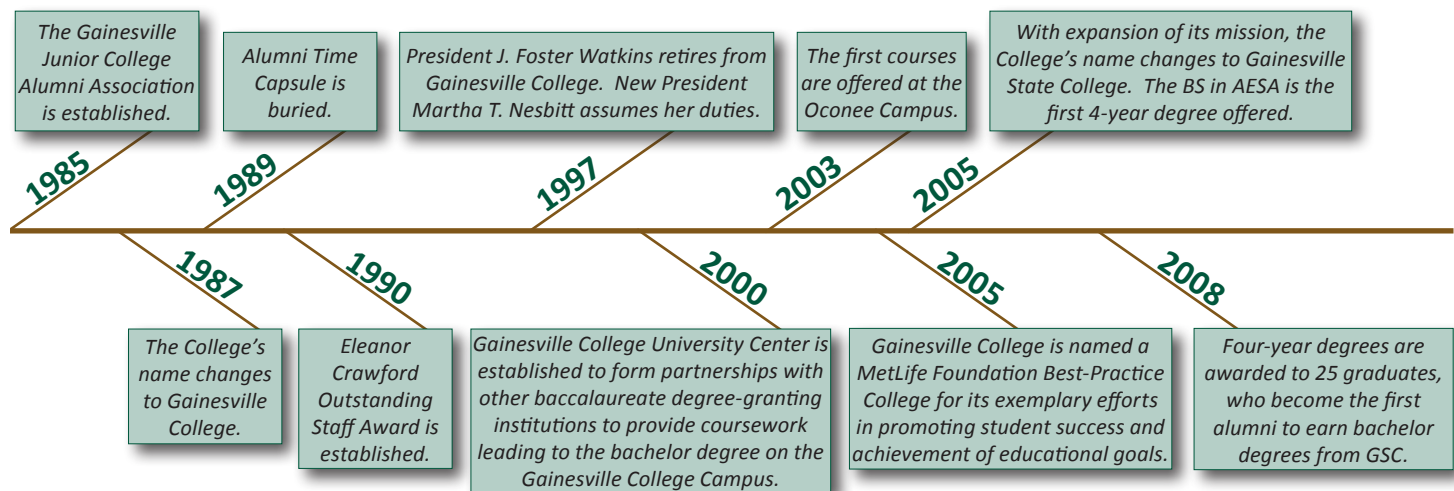 The Gainesville
Junior College
Alumni Association
is established.
Alumni Time
Capsule is
buried.
President J. Foster Watkins retires from
Gainesville College.  New President
Martha T. Nesbitt assumes her duties.
The first courses
are offered at the
Oconee Campus.
With expansion of its mission, the
College’s name changes to Gainesville
State College.  The BS in AESA is the
first 4-year degree offered.
1985
1989
1997
2003
2005
1987
1990
2000
2005
2008
The College’s
name changes
to Gainesville
College.
Eleanor
Crawford
Outstanding
Staff Award is
established.
Gainesville College University Center is
established to form partnerships with
other baccalaureate degree-granting
institutions to provide coursework
leading to the bachelor degree on the
Gainesville College Campus.
Gainesville College is named a
MetLife Foundation Best-Practice
College for its exemplary efforts
in promoting student success and
achievement of educational goals.
Four-year degrees are
awarded to 25 graduates,
who become the first
alumni to earn bachelor
degrees from GSC.